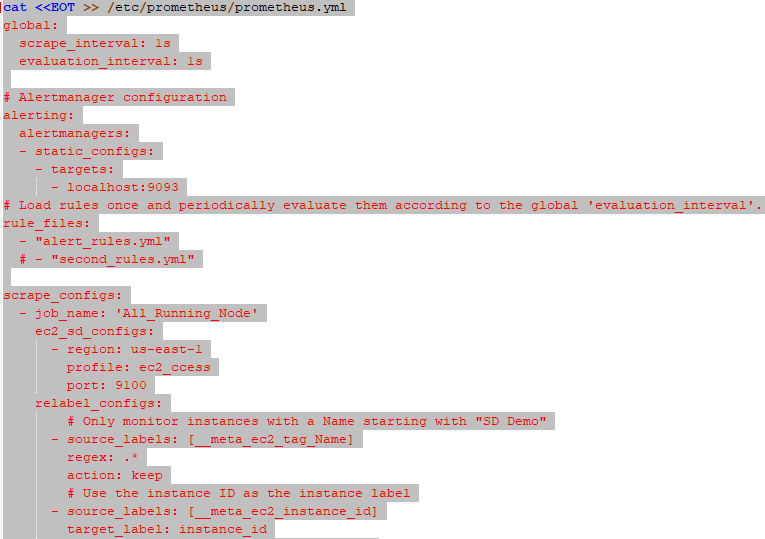 cat <<EOT >> /etc/prometheus/prometheus.yml
global:
  scrape_interval: 1s
  evaluation_interval: 1s

# Alertmanager configuration
alerting:
  alertmanagers:
  - static_configs:
    - targets:
      - localhost:9093
# Load rules once and periodically evaluate them according to the global 'evaluation_interval'.
rule_files:
  - "alert_rules.yml"
  # - "second_rules.yml"

scrape_configs:
  - job_name: 'All_Running_Node'
    ec2_sd_configs:
      - region: us-east-1
        profile: ec2_ccess
        port: 9100
    relabel_configs:
        # Only monitor instances with a Name starting with "SD Demo"
      - source_labels: [__meta_ec2_tag_Name]
        regex: .*
        action: keep
        # Use the instance ID as the instance label
      - source_labels: [__meta_ec2_instance_id]
        target_label: instance_id